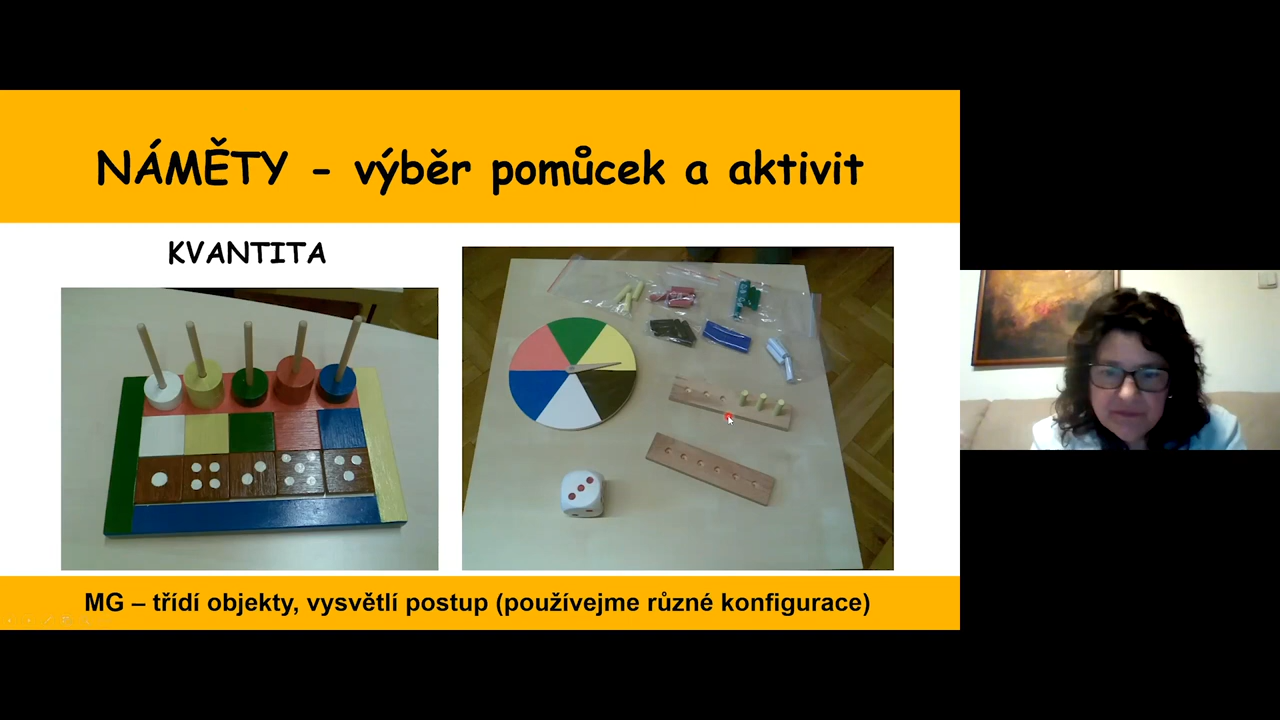 NÁMĚTY - výběr pomůcek a aktivit
KVANTITA
MG – třídí objekty, vysvětlí postup (používejme různé konfigurace)